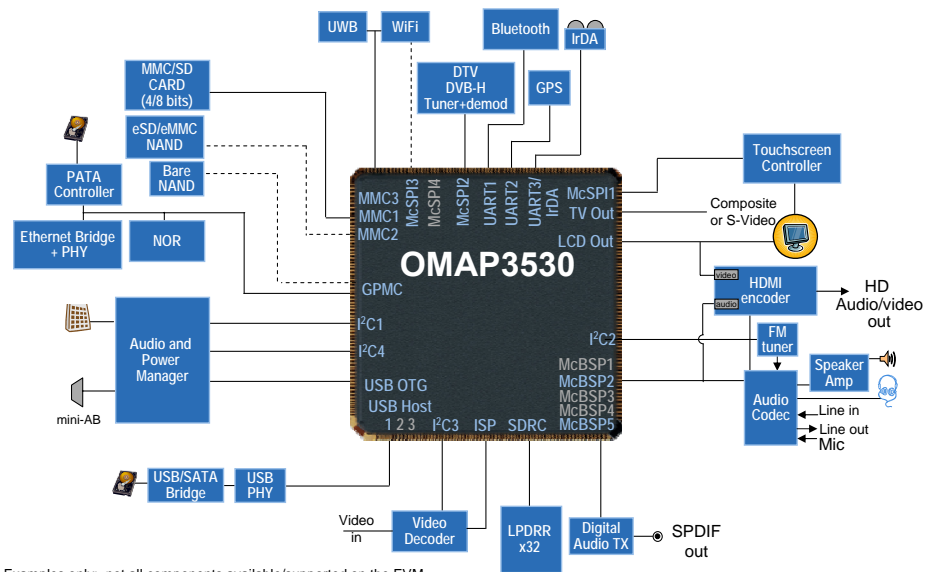 UWB
WiFi
Bluetooth
IrDA
MMC/SD
CARD
(4/8 bits)
DTV
DVB-H
Tuner+demod
GPS
eSD/eMMC
NAND
Bare
NAND
PATA
Controller
Ethernet Bridge
+ PHY
NOR
Touchscreen
Controller
Composite
or S-Video
MMC3
MMC1
MMC2
McSPI3
McSPI4
McSPI2
UART1
UART2
UART3/
IrDA
McSPI1
TV Out
LCD Out
OMAP3530
GPMC
I²C1
I²C4
USB OTG
USB Host
1 2 3
I²C3
ISP
SDRC
I²C2
McBSP1
McBSP2
McBSP3
McBSP4
McBSP5
video
audio
HDMI
encoder
HD
Audio/video
out
FM
tuner
Speaker
Amp
Audio
Codec
Line in
Line out
Mic
Audio and
Power
Manager
mini-AB
USB/SATA
Bridge
USB
PHY
Video
in
Video
Decoder
LPDRR
x32
Digital
Audio TX
SPDIF
out